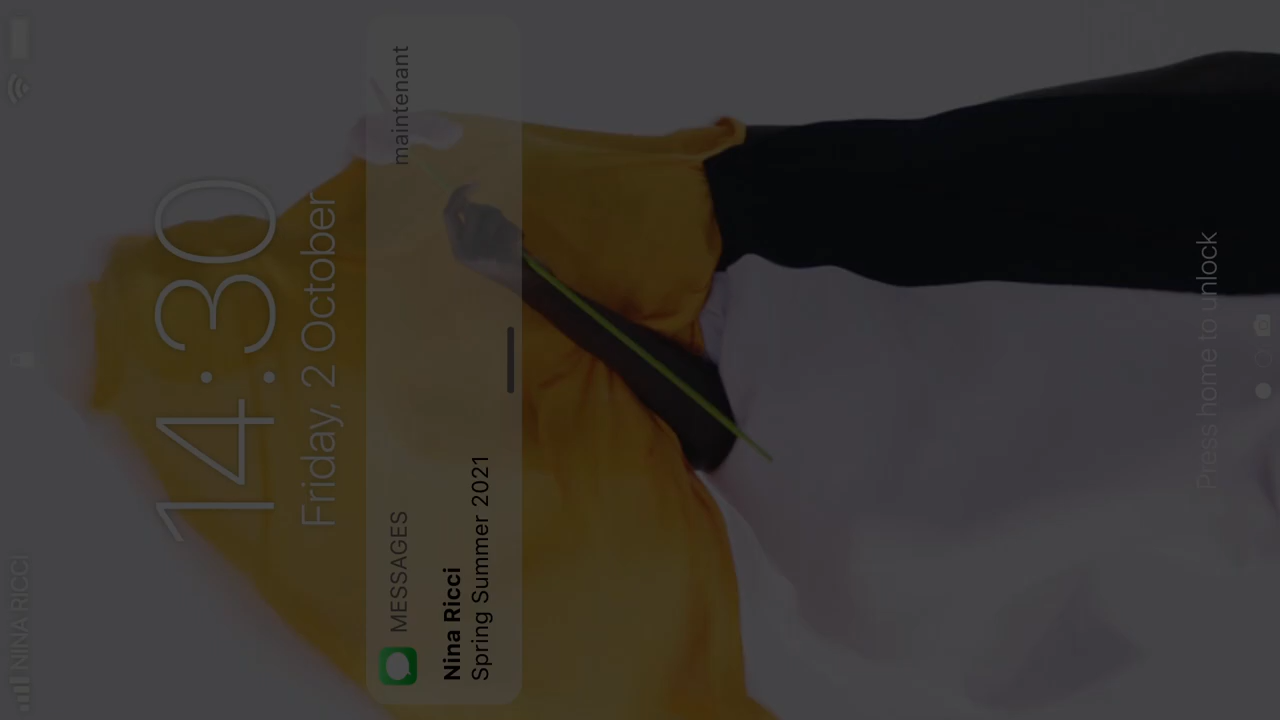 NINA RICCI
14:30
Friday, 2 October
MESSAGES
maintenant
Nina Ricci
Spring Summer 2021
Press home to unlock